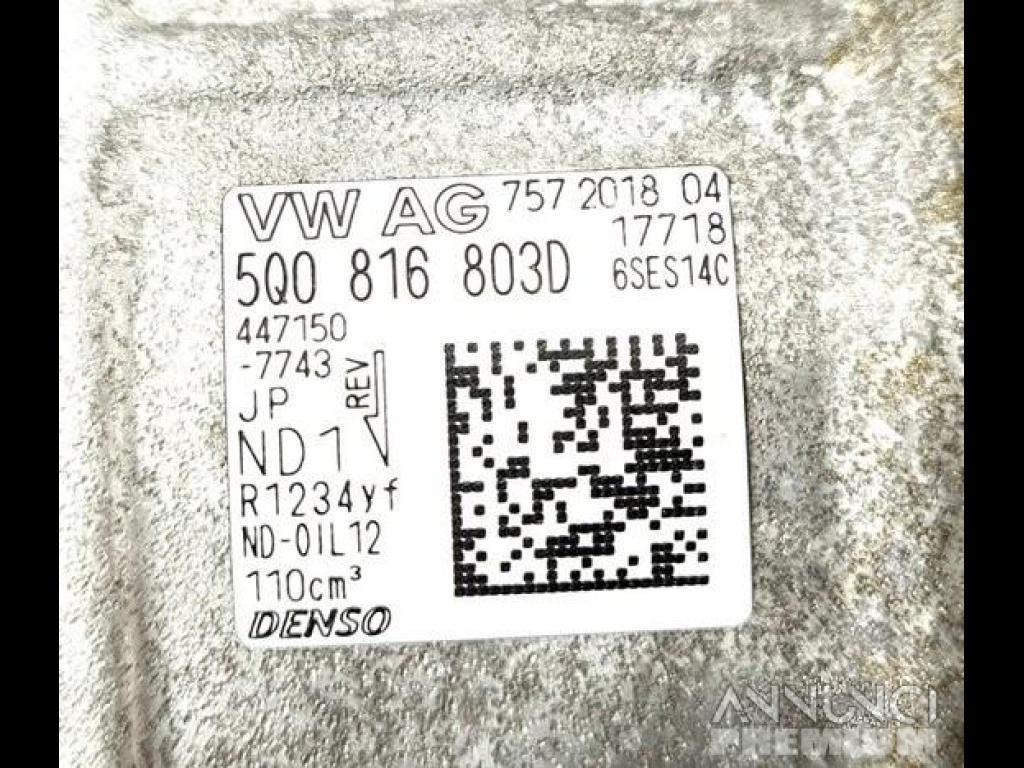 VW AG 757 2018 04
17718
5Q0 816 803D 6SES14C
447150
-7743
REV
JP
ND1
R1234yf
ND-OIL12
110cm³
DENSO
ANNUNCI
PREMIUM